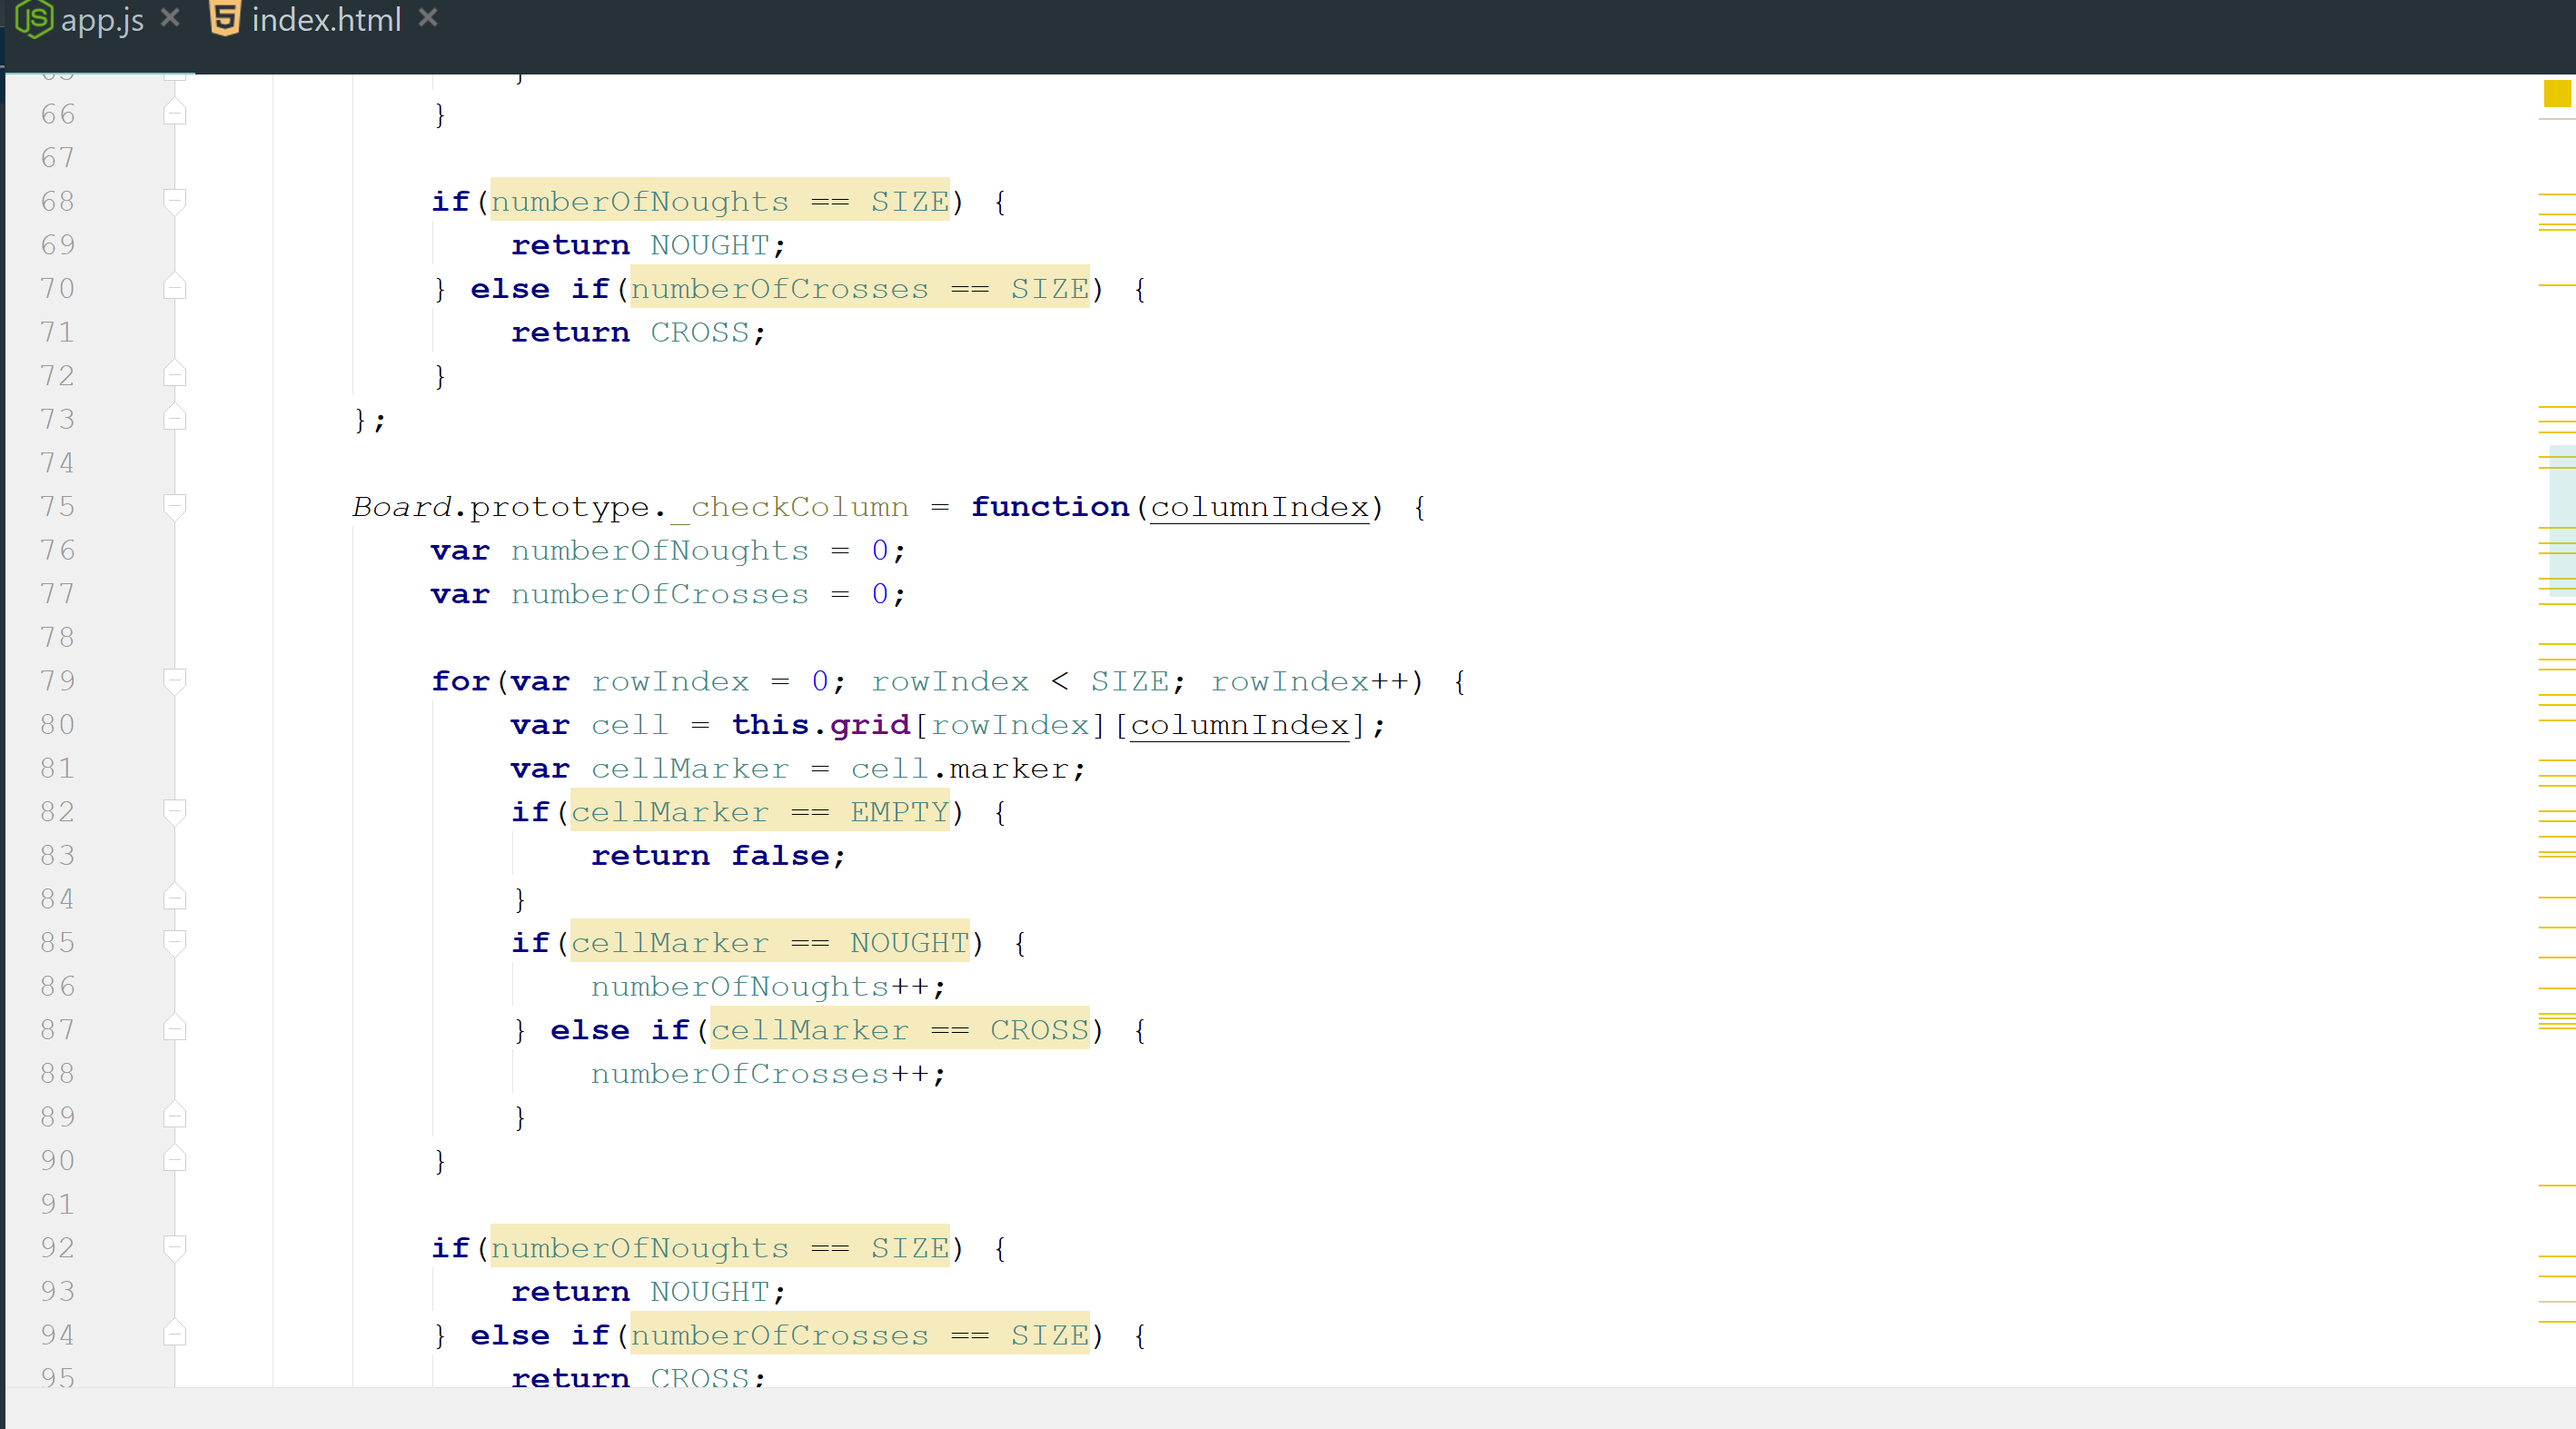 app.js × index.html ×
}
66 }
67
68 if(numberOfNoughts == SIZE) {
69 return NOUGHT;
70 } else if(numberOfCrosses == SIZE) {
71 return CROSS;
72 }
73 };
74
75 Board.prototype._checkColumn = function(columnIndex) {
76 var numberOfNoughts = 0;
77 var numberOfCrosses = 0;
78
79 for(var rowIndex = 0; rowIndex < SIZE; rowIndex++) {
80 var cell = this.grid[rowIndex][columnIndex];
81 var cellMarker = cell.marker;
82 if(cellMarker == EMPTY) {
83 return false;
84 }
85 if(cellMarker == NOUGHT) {
86 numberOfNoughts++;
87 } else if(cellMarker == CROSS) {
88 numberOfCrosses++;
89 }
90 }
91
92 if(numberOfNoughts == SIZE) {
93 return NOUGHT;
94 } else if(numberOfCrosses == SIZE) {
95 return CROSS;